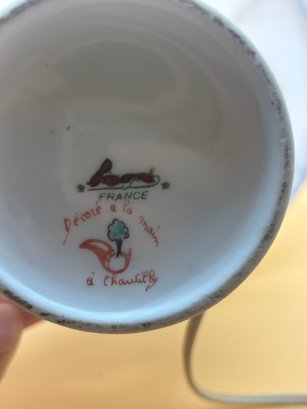 FRANCE
Décoré à la main
à Chantilly